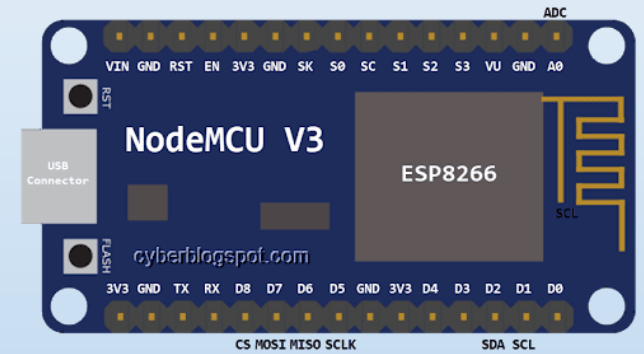 ADC
VIN GND RST EN 3V3 GND SK S0 SC S1 S2 S3 VU GND A0
RST
NodeMCU V3
USB
Connector
ESP8266
SCL
FLASH
cyberblogspot.com
3V3 GND TX RX D8 D7 D6 D5 GND 3V3 D4 D3 D2 D1 D0
CS MOSI MISO SCLK SDA SCL